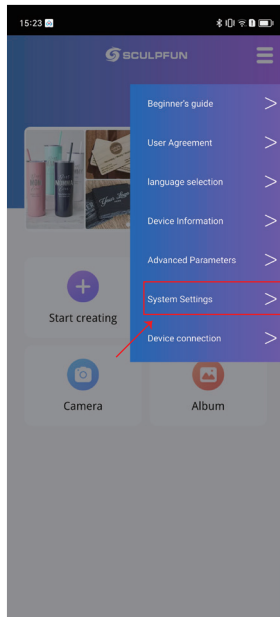 15:23
SCULPFUN
Beginner's guide
User Agreement
language selection
Device Information
Advanced Parameters
System Settings
Device connection
Start creating
Camera
Album